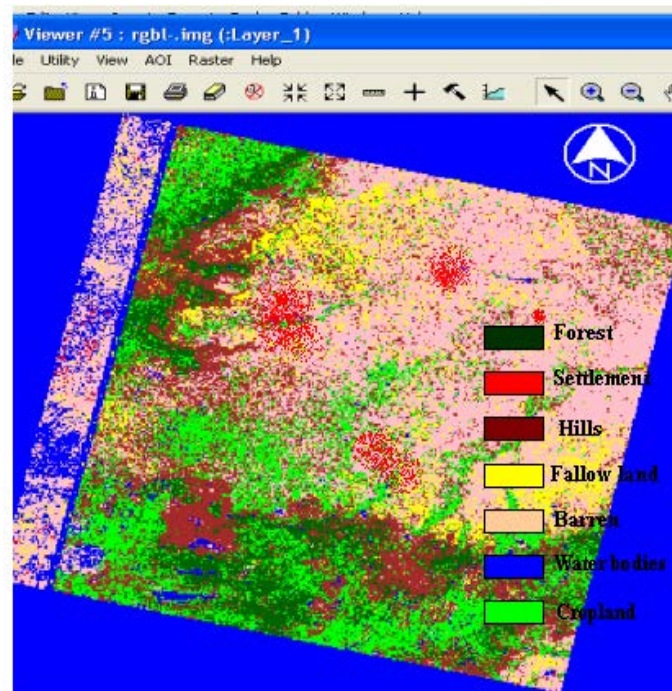 Viewer #5 : rgbl-.img (:Layer_1)
le Utility View AOI Raster Help
N
Forest
Settlement
Hills
Fallow land
Barren
Water bodies
Cropland